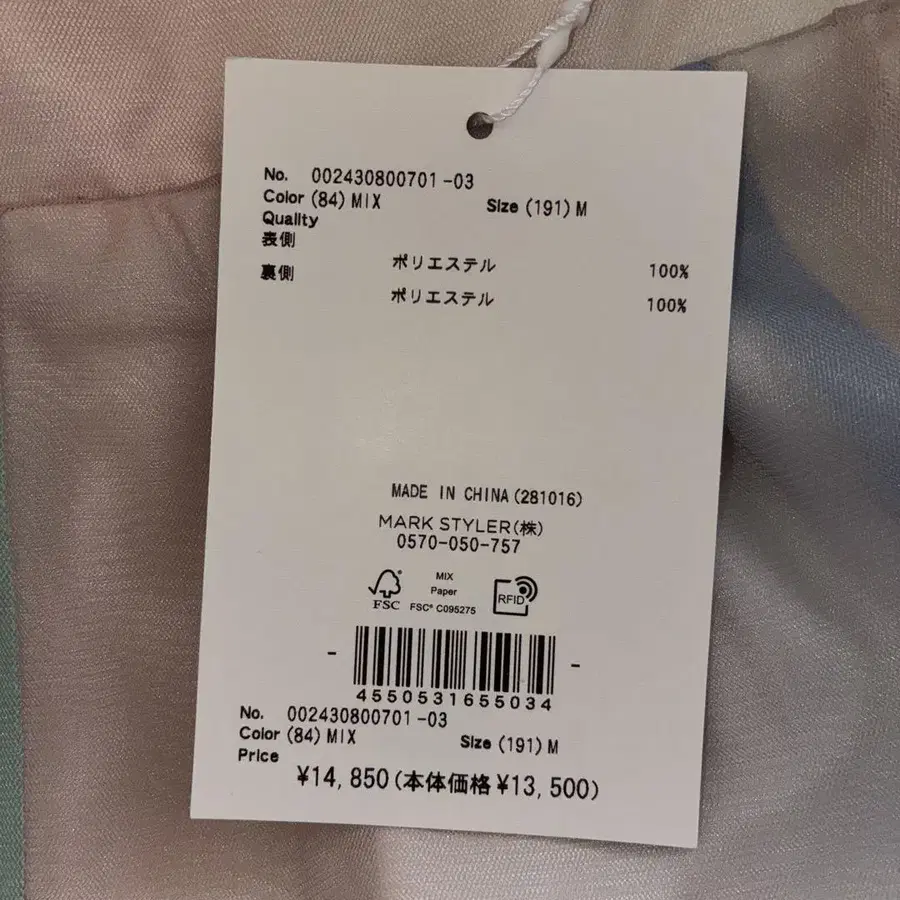 No. 002430800701-03
Color (84) MIX Size (191) M
Quality
表側
ポリエステル 100%
裏側
ポリエステル 100%
MADE IN CHINA (281016)
MARK STYLER(株)
0570-050-757
FSC
MIX
Paper
FSC® C095275
RFID
4550531655034
No. 002430800701-03
Color (84) MIX Size (191) M
Price
¥14,850(本体価格¥13,500)